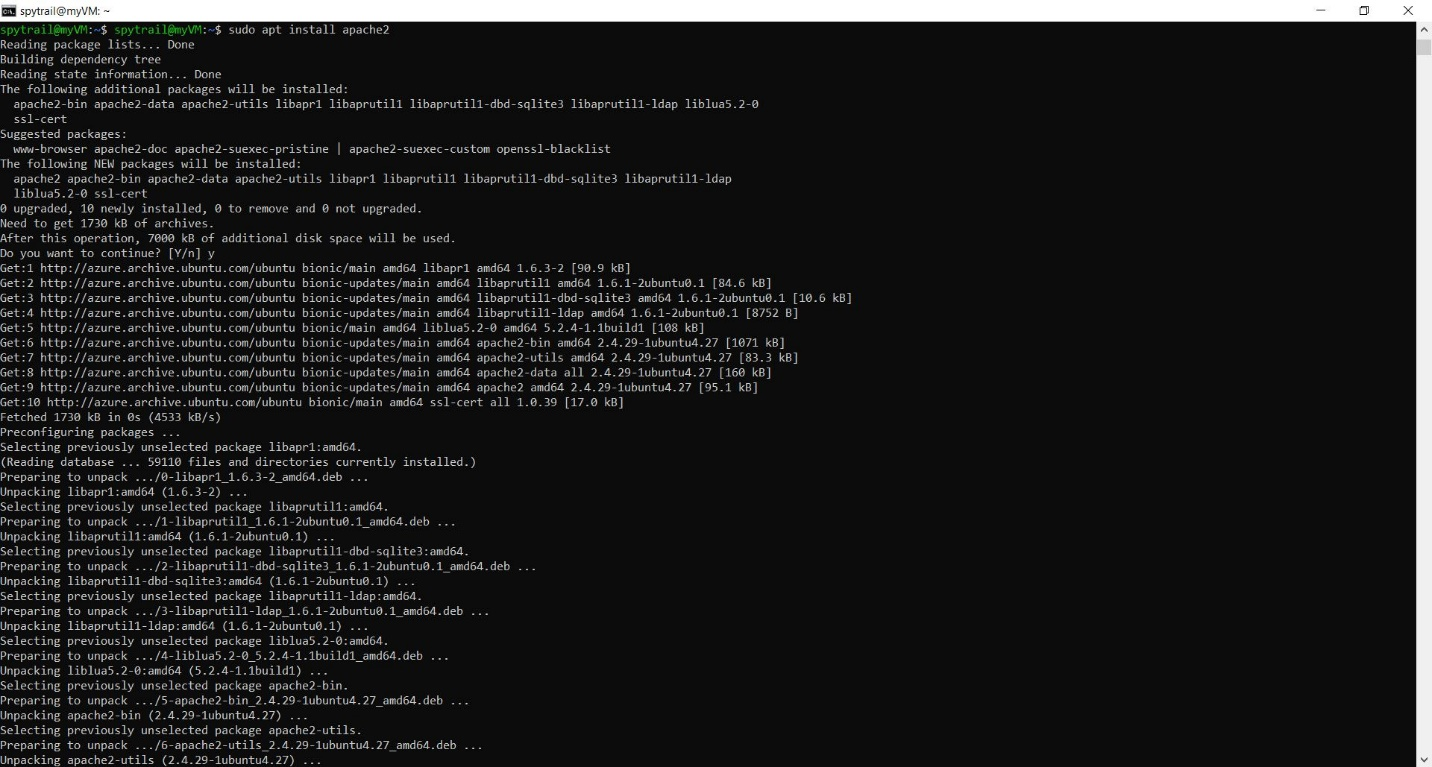 spytrail@myVM: ~
spytrail@myVM:~$ spytrail@myVM:~$ sudo apt install apache2
Reading package lists... Done
Building dependency tree
Reading state information... Done
The following additional packages will be installed:
  apache2-bin apache2-data apache2-utils libapr1 libaprutil1 libaprutil1-dbd-sqlite3 libaprutil1-ldap liblua5.2-0
  ssl-cert
Suggested packages:
  www-browser apache2-doc apache2-suexec-pristine | apache2-suexec-custom openssl-blacklist
The following NEW packages will be installed:
  apache2 apache2-bin apache2-data apache2-utils libapr1 libaprutil1 libaprutil1-dbd-sqlite3 libaprutil1-ldap
  liblua5.2-0 ssl-cert
0 upgraded, 10 newly installed, 0 to remove and 0 not upgraded.
Need to get 1730 kB of archives.
After this operation, 7000 kB of additional disk space will be used.
Do you want to continue? [Y/n] y
Get:1 http://azure.archive.ubuntu.com/ubuntu bionic/main amd64 libapr1 amd64 1.6.3-2 [90.9 kB]
Get:2 http://azure.archive.ubuntu.com/ubuntu bionic-updates/main amd64 libaprutil1 amd64 1.6.1-2ubuntu0.1 [84.6 kB]
Get:3 http://azure.archive.ubuntu.com/ubuntu bionic-updates/main amd64 libaprutil1-dbd-sqlite3 amd64 1.6.1-2ubuntu0.1 [10.6 kB]
Get:4 http://azure.archive.ubuntu.com/ubuntu bionic-updates/main amd64 libaprutil1-ldap amd64 1.6.1-2ubuntu0.1 [8752 B]
Get:5 http://azure.archive.ubuntu.com/ubuntu bionic/main amd64 liblua5.2-0 amd64 5.2.4-1.1build1 [108 kB]
Get:6 http://azure.archive.ubuntu.com/ubuntu bionic-updates/main amd64 apache2-bin amd64 2.4.29-1ubuntu4.27 [1071 kB]
Get:7 http://azure.archive.ubuntu.com/ubuntu bionic-updates/main amd64 apache2-utils amd64 2.4.29-1ubuntu4.27 [83.3 kB]
Get:8 http://azure.archive.ubuntu.com/ubuntu bionic-updates/main amd64 apache2-data all 2.4.29-1ubuntu4.27 [160 kB]
Get:9 http://azure.archive.ubuntu.com/ubuntu bionic-updates/main amd64 apache2 amd64 2.4.29-1ubuntu4.27 [95.1 kB]
Get:10 http://azure.archive.ubuntu.com/ubuntu bionic/main amd64 ssl-cert all 1.0.39 [17.0 kB]
Fetched 1730 kB in 0s (4533 kB/s)
Preconfiguring packages ...
Selecting previously unselected package libapr1:amd64.
(Reading database ... 59110 files and directories currently installed.)
Preparing to unpack .../0-libapr1_1.6.3-2_amd64.deb ...
Unpacking libapr1:amd64 (1.6.3-2) ...
Selecting previously unselected package libaprutil1:amd64.
Preparing to unpack .../1-libaprutil1_1.6.1-2ubuntu0.1_amd64.deb ...
Unpacking libaprutil1:amd64 (1.6.1-2ubuntu0.1) ...
Selecting previously unselected package libaprutil1-dbd-sqlite3:amd64.
Preparing to unpack .../2-libaprutil1-dbd-sqlite3_1.6.1-2ubuntu0.1_amd64.deb ...
Unpacking libaprutil1-dbd-sqlite3:amd64 (1.6.1-2ubuntu0.1) ...
Selecting previously unselected package libaprutil1-ldap:amd64.
Preparing to unpack .../3-libaprutil1-ldap_1.6.1-2ubuntu0.1_amd64.deb ...
Unpacking libaprutil1-ldap:amd64 (1.6.1-2ubuntu0.1) ...
Selecting previously unselected package liblua5.2-0:amd64.
Preparing to unpack .../4-liblua5.2-0_5.2.4-1.1build1_amd64.deb ...
Unpacking liblua5.2-0:amd64 (5.2.4-1.1build1) ...
Selecting previously unselected package apache2-bin.
Preparing to unpack .../5-apache2-bin_2.4.29-1ubuntu4.27_amd64.deb ...
Unpacking apache2-bin (2.4.29-1ubuntu4.27) ...
Selecting previously unselected package apache2-utils.
Preparing to unpack .../6-apache2-utils_2.4.29-1ubuntu4.27_amd64.deb ...
Unpacking apache2-utils (2.4.29-1ubuntu4.27) ...